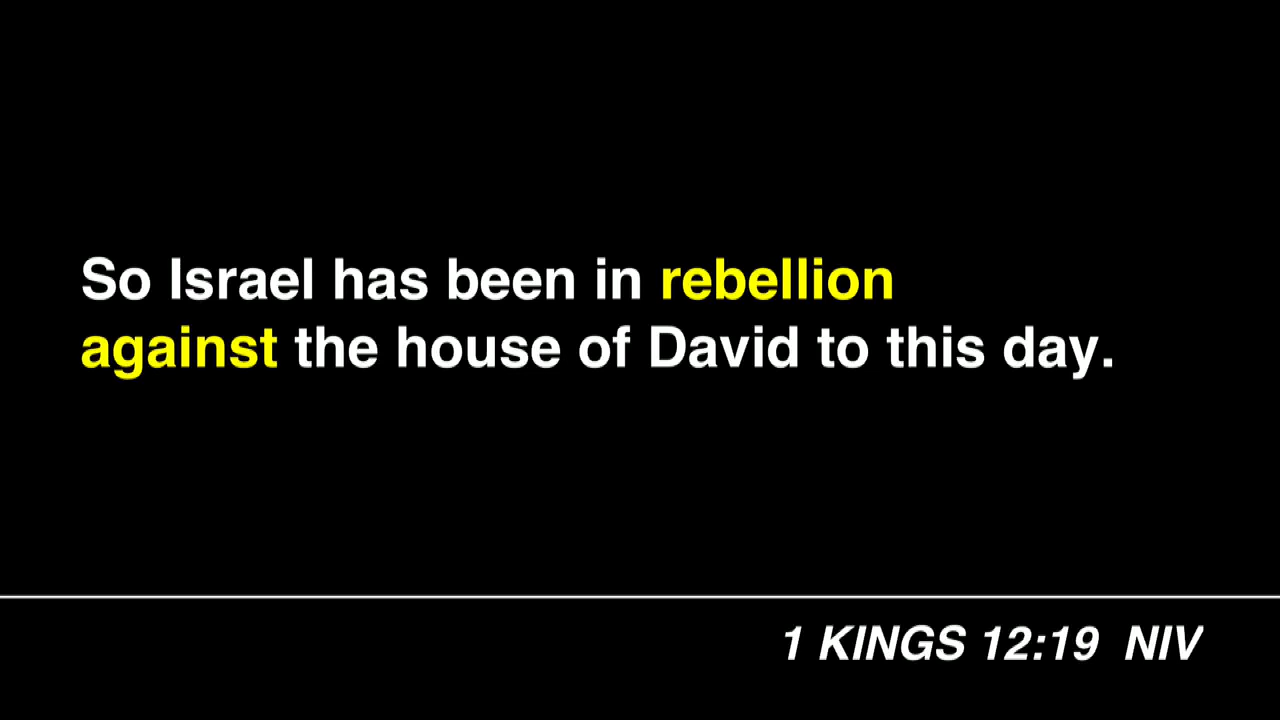 So Israel has been in rebellion
against the house of David to this day.
1 KINGS 12:19 NIV